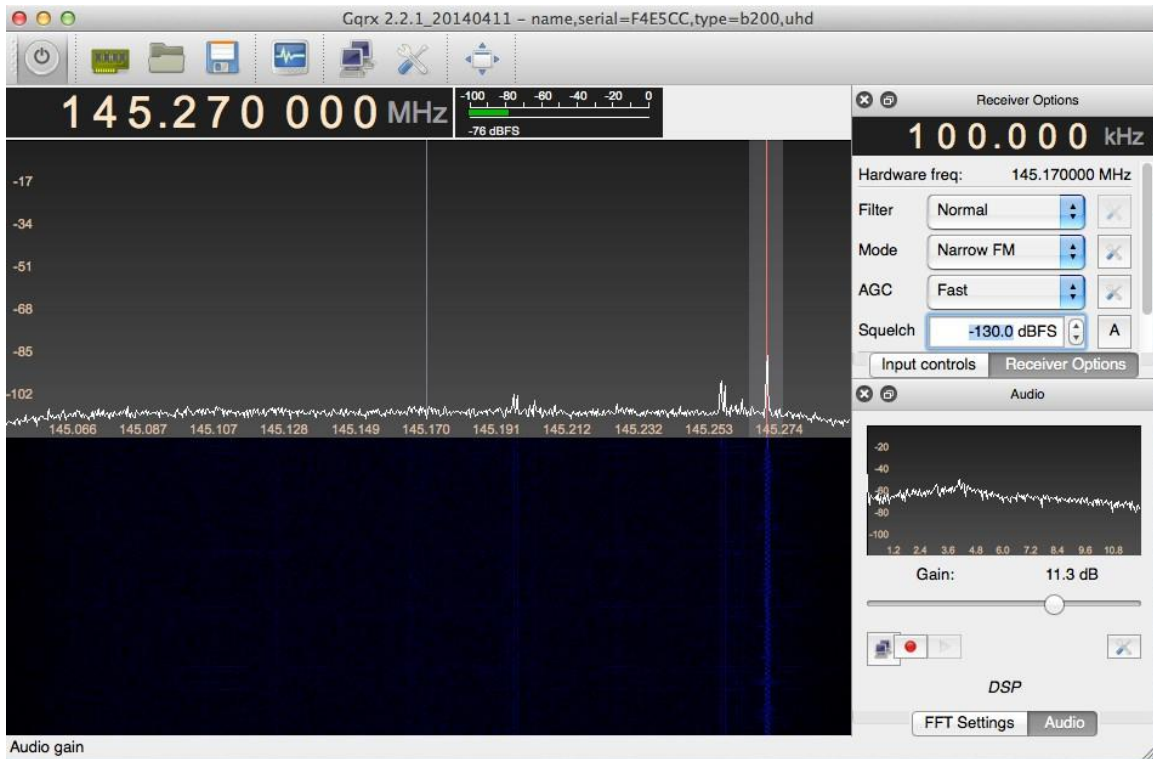 Gqrx 2.2.1_20140411 – name,serial=F4E5CC,type=b200,uhd
145.270 000 MHz
-100 -80 -60 -40 -20 0
-76 dBFS
-17
-34
-51
-68
-85
-102
145.066 145.087 145.107 145.128 145.149 145.170 145.191 145.212 145.232 145.253 145.274
Receiver Options
100.000 kHz
Hardware freq: 145.170000 MHz
Filter Normal
Mode Narrow FM
AGC Fast
Squelch -130.0 dBFS A
Input controls Receiver Options
Audio
-20
-40
-60
-80
-100
1.2 2.4 3.6 4.8 6.0 7.2 8.4 9.6 10.8
Gain: 11.3 dB
DSP
FFT Settings Audio
Audio gain